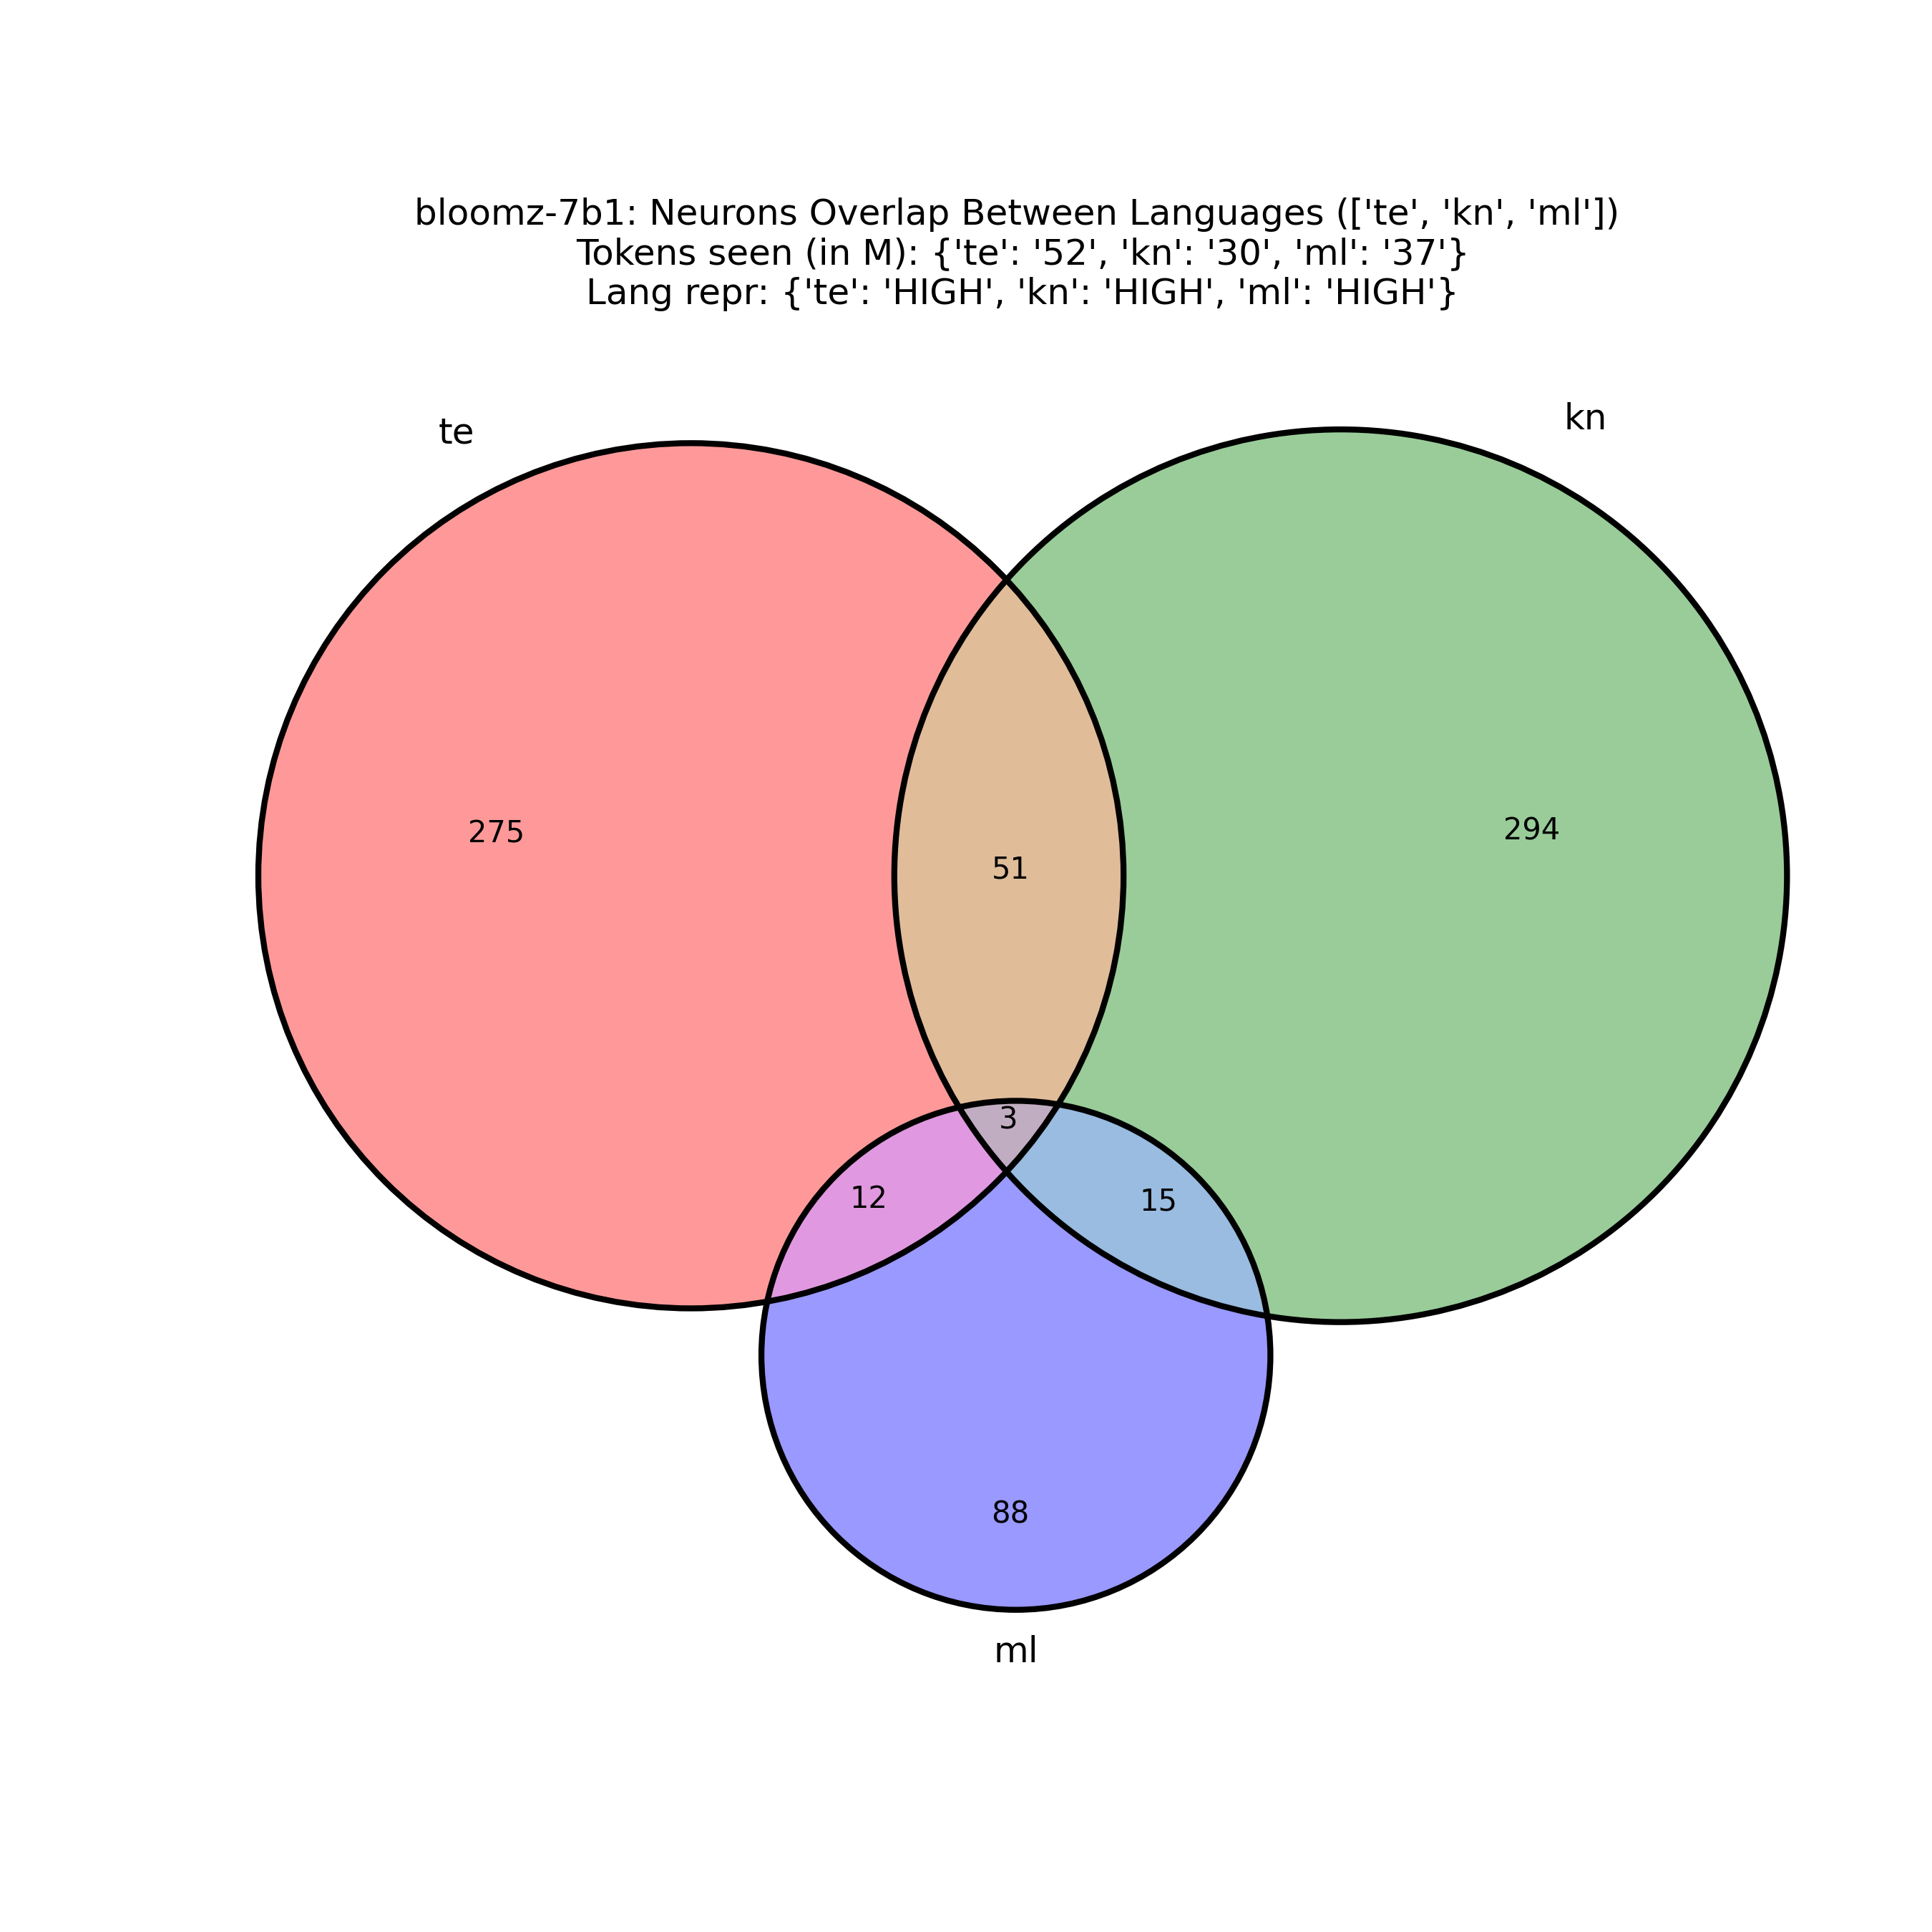 bloomz-7b1: Neurons Overlap Between Languages (['te', 'kn', 'ml'])
Tokens seen (in M): {'te': '52', 'kn': '30', 'ml': '37'}
Lang repr: {'te': 'HIGH', 'kn': 'HIGH', 'ml': 'HIGH'}
te
kn
275
51
294
3
12
15
88
ml